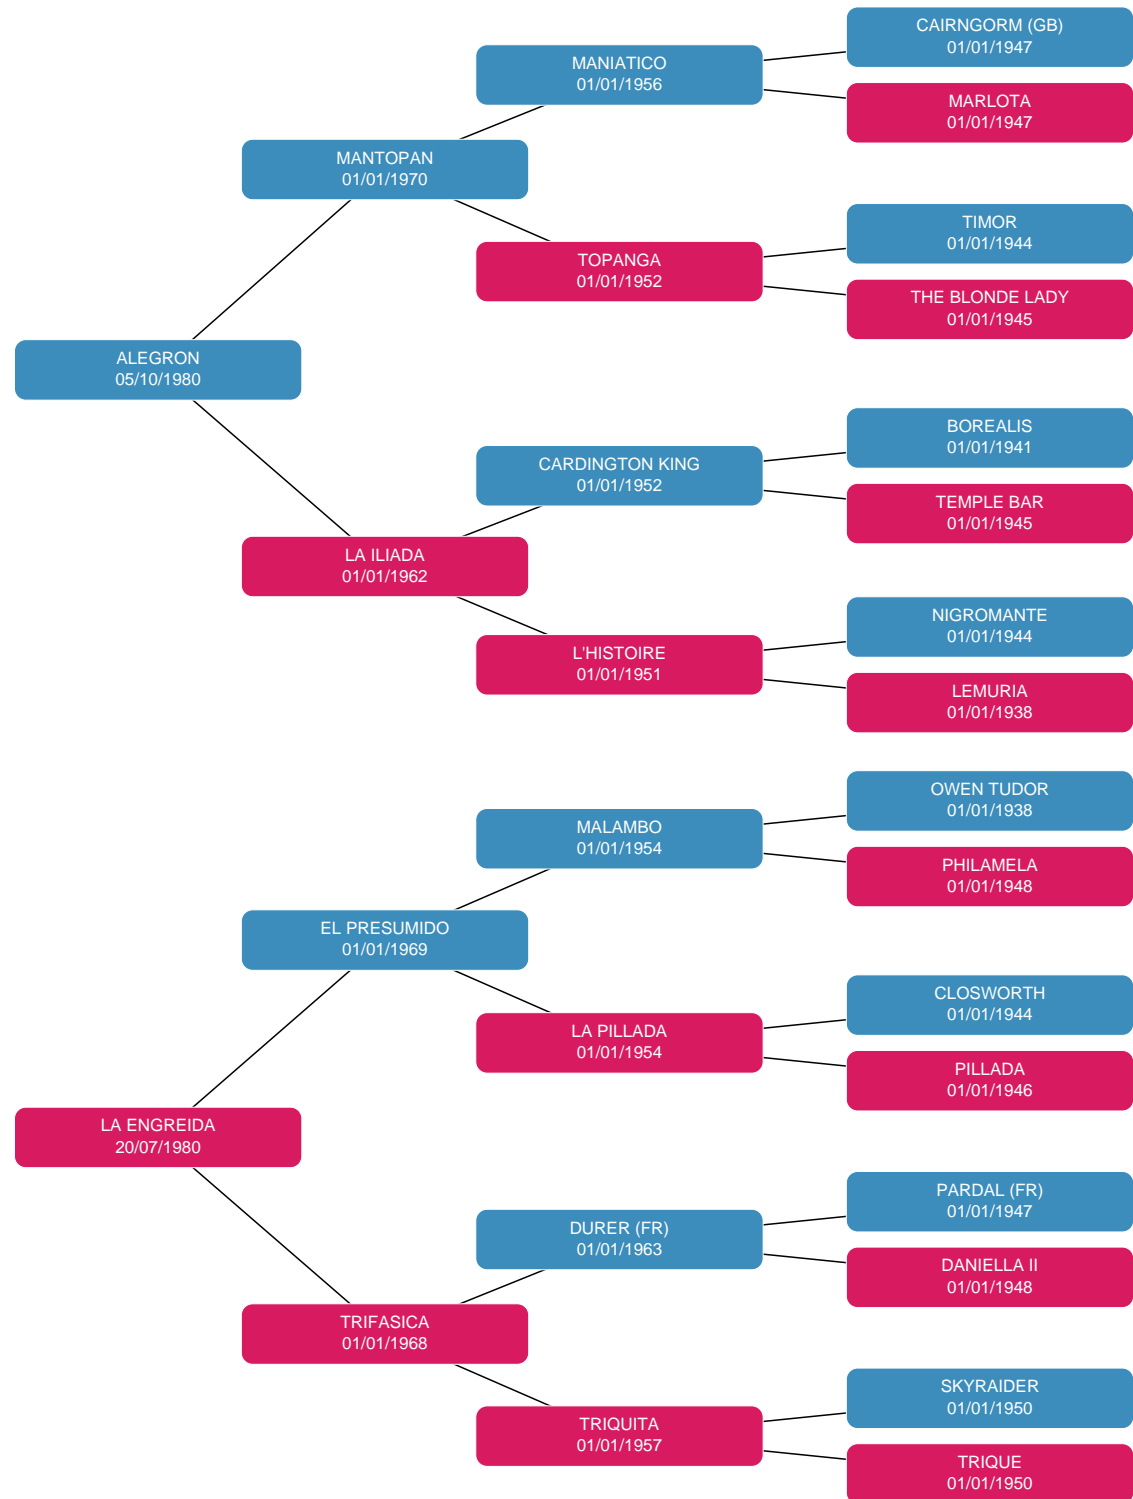 CAIRNGORM (GB)
01/01/1947
MANIATICO
01/01/1956
MARLOTA
01/01/1947
MANTOPAN
01/01/1970
TIMOR
01/01/1944
TOPANGA
01/01/1952
THE BLONDE LADY
01/01/1945
ALEGRON
05/10/1980
BOREALIS
01/01/1941
CARDINGTON KING
01/01/1952
TEMPLE BAR
01/01/1945
LA ILIADA
01/01/1962
NIGROMANTE
01/01/1944
L'HISTOIRE
01/01/1951
LEMURIA
01/01/1938
OWEN TUDOR
01/01/1938
MALAMBO
01/01/1954
PHILAMELA
01/01/1948
EL PRESUMIDO
01/01/1969
CLOSWORTH
01/01/1944
LA PILLADA
01/01/1954
PILLADA
01/01/1946
LA ENGREIDA
20/07/1980
PARDAL (FR)
01/01/1947
DURER (FR)
01/01/1963
DANIELLA II
01/01/1948
TRIFASICA
01/01/1968
SKYRAIDER
01/01/1950
TRIQUITA
01/01/1957
TRIQUE
01/01/1950